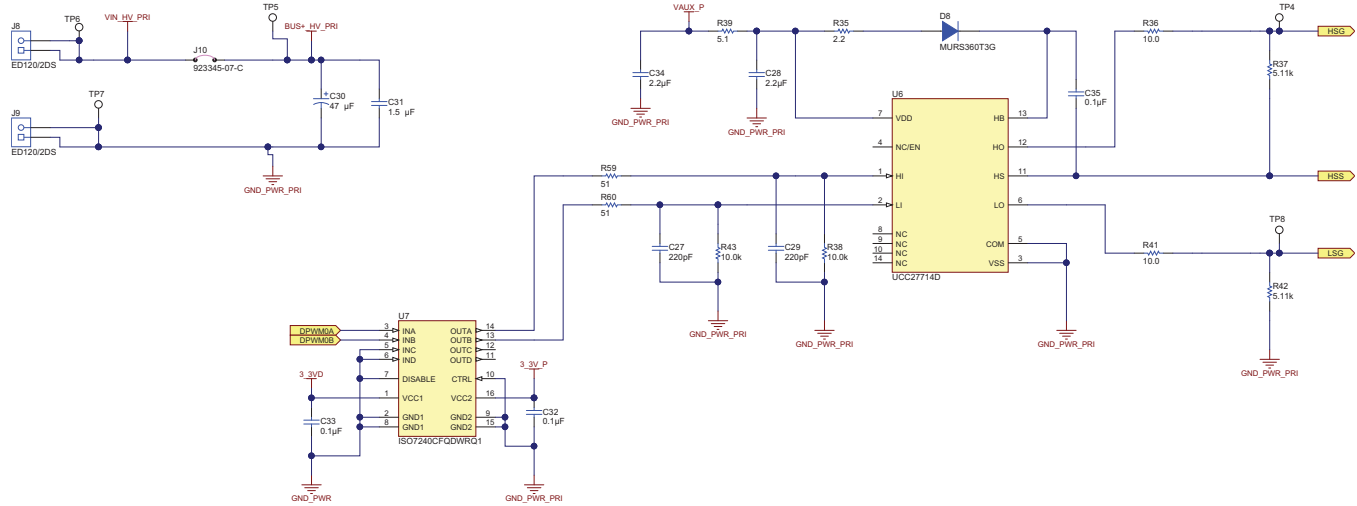 J8
ED120/2DS
TP6
VIN_HV_PRI
J10
923345-07-C
TP5
BUS+_HV_PRI
C30
47 µF
C31
1.5 µF
J9
ED120/2DS
TP7
GND_PWR_PRI
VAUX_P
R39
5.1
R35
2.2
D8
MURS360T3G
C34
2.2µF
GND_PWR_PRI
C28
2.2µF
GND_PWR_PRI
C35
0.1µF
R36
10.0
TP4
HSG
R37
5.11k
HSS
U6
7 VDD HB 13
4 NC/EN HO 12
1 HI HS 11
2 LI LO 6
8 NC
9 NC COM 5
10 NC
14 NC VSS 3
UCC27714D
GND_PWR_PRI
R59
51
R60
51
C27
220pF
R43
10.0k
C29
220pF
R38
10.0k
GND_PWR_PRI
GND_PWR_PRI
R41
10.0
TP8
LSG
R42
5.11k
GND_PWR_PRI
U7
DPWM0A 3 INA OUTA 14
DPWM0B 4 INB OUTB 13
5 INC OUTC 12
6 IND OUTD 11
7 DISABLE CTRL 10
1 VCC1 VCC2 16
2 GND1 GND2 9
8 GND1 GND2 15
ISO7240CFQDWRQ1
3_3VD
C33
0.1µF
GND_PWR
3_3V_P
C32
0.1µF
GND_PWR_PRI